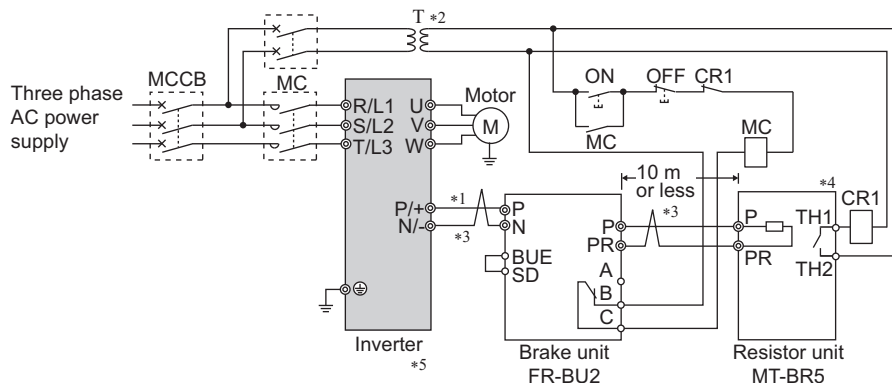 T *2
MCCB
MC
ON
OFF
CR1
Three phase
AC power
supply
R/L1
S/L2
T/L3
U
V
W
Motor
M
MC
MC
10 m
or less
*4
P/+
N/-
*1
*3
P
N
BUE
SD
P
PR
A
B
C
*3
P
PR
TH1
TH2
CR1
Inverter
*5
Brake unit
FR-BU2
Resistor unit
MT-BR5